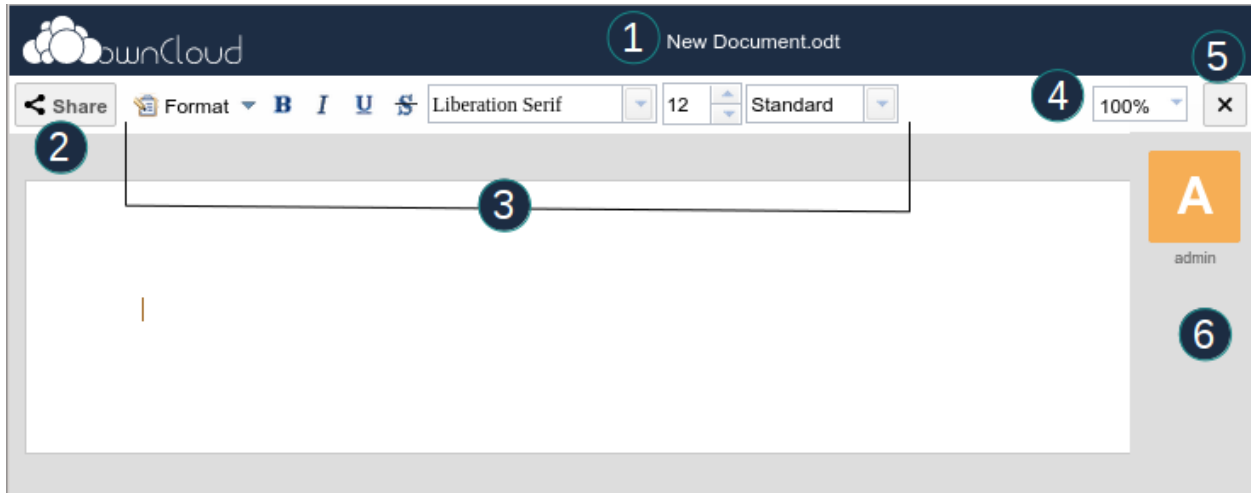 ownCloud
1 New Document.odt
5
Share Format B I U S Liberation Serif 12 Standard 4 100% ×
2
3
A
admin
6